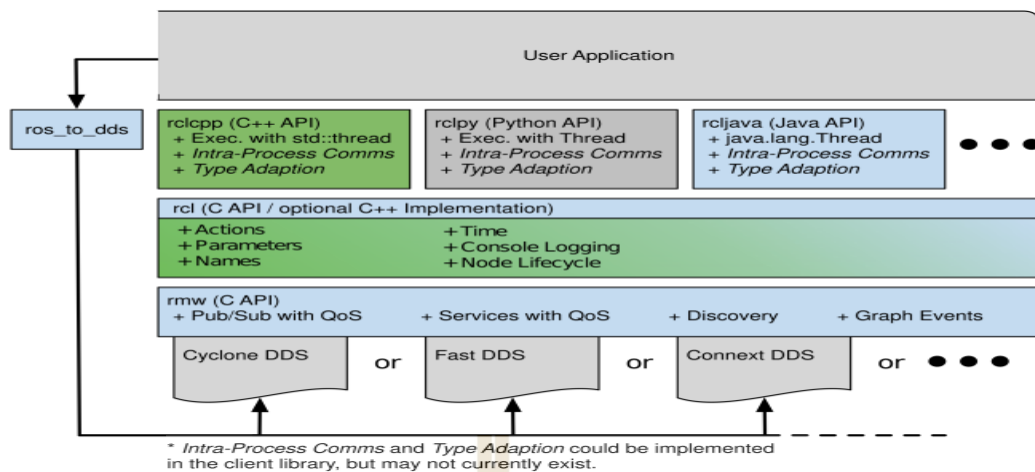 User Application
ros_to_dds
rclcpp (C++ API)
+ Exec. with std::thread
+ Intra-Process Comms
+ Type Adaption
rclpy (Python API)
+ Exec. with Thread
+ Intra-Process Comms
+ Type Adaption
rcljava (Java API)
+ java.lang.Thread
+ Intra-Process Comms
+ Type Adaption
rcl (C API / optional C++ Implementation)
+ Actions
+ Parameters
+ Names
+ Time
+ Console Logging
+ Node Lifecycle
rmw (C API)
+ Pub/Sub with QoS + Services with QoS + Discovery + Graph Events
Cyclone DDS or Fast DDS or Connext DDS or
* Intra-Process Comms and Type Adaption could be implemented
in the client library, but may not currently exist.